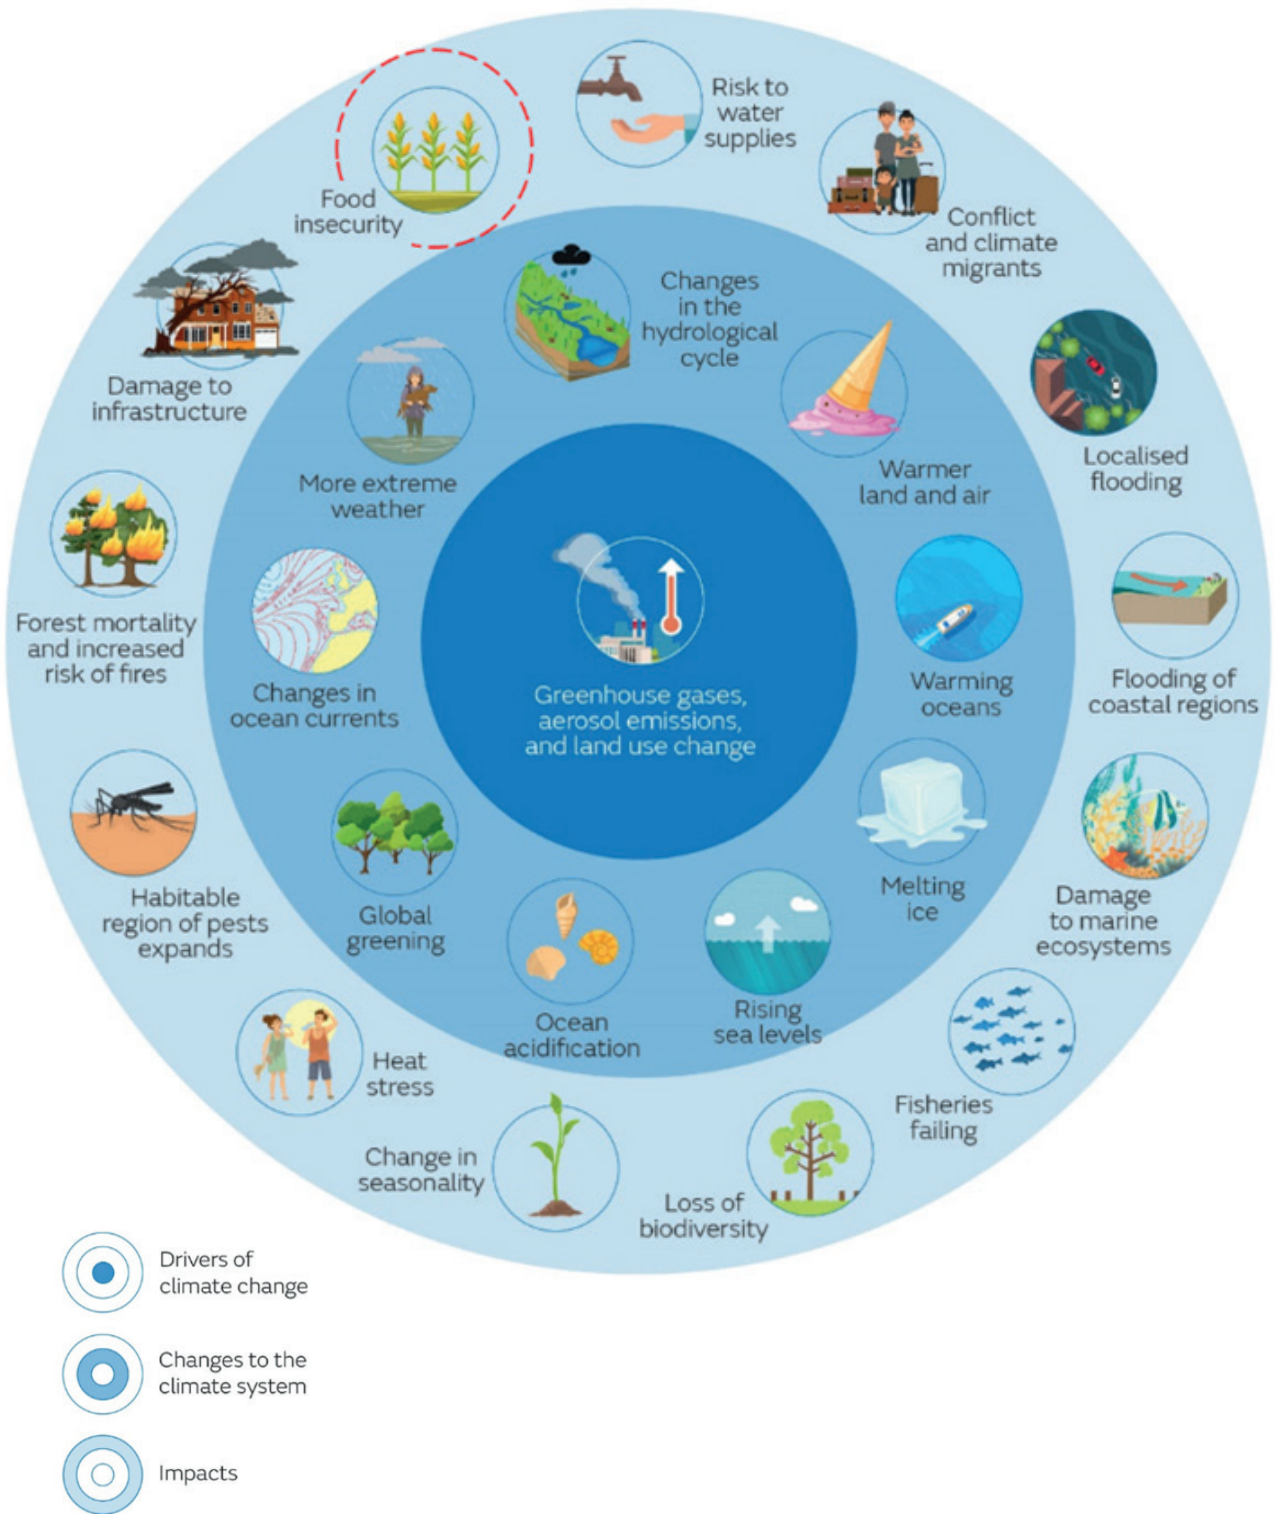 Risk to
water
supplies
Food
insecurity
Conflict
and climate
migrants
Changes
in the
hydrological
cycle
Damage to
infrastructure
Localised
flooding
Warmer
land and air
More extreme
weather
Forest mortality
and increased
risk of fires
Changes in
ocean currents
Greenhouse gases,
aerosol emissions,
and land use change
Warming
oceans
Flooding of
coastal regions
Habitable
region of pests
expands
Global
greening
Melting
ice
Damage
to marine
ecosystems
Ocean
acidification
Rising
sea levels
Heat
stress
Fisheries
failing
Change in
seasonality
Loss of
biodiversity
Drivers of
climate change
Changes to the
climate system
Impacts